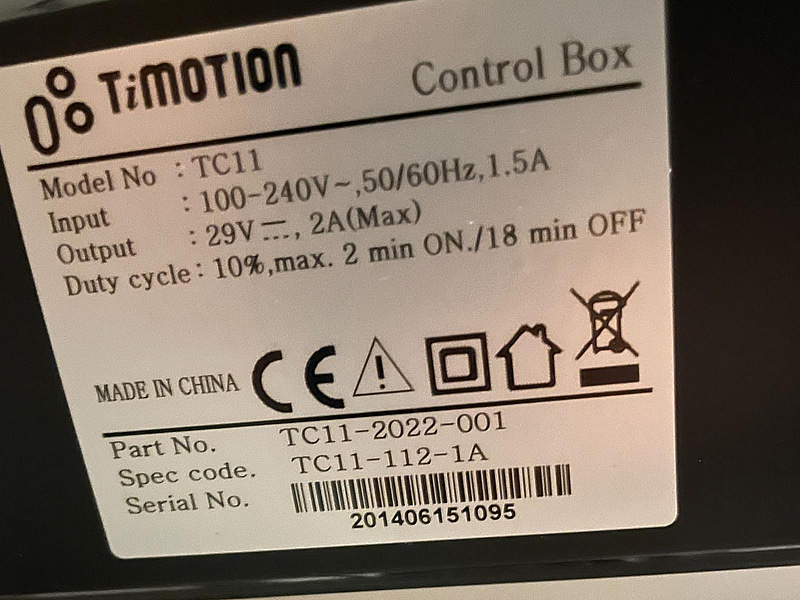 TiMOTION Control Box
Model No : TC11
Input : 100-240V~,50/60Hz,1.5A
Output : 29V⎓, 2A(Max)
Duty cycle : 10%,max. 2 min ON./18 min OFF
MADE IN CHINA CE
Part No. TC11-2022-001
Spec code. TC11-112-1A
Serial No.
201406151095